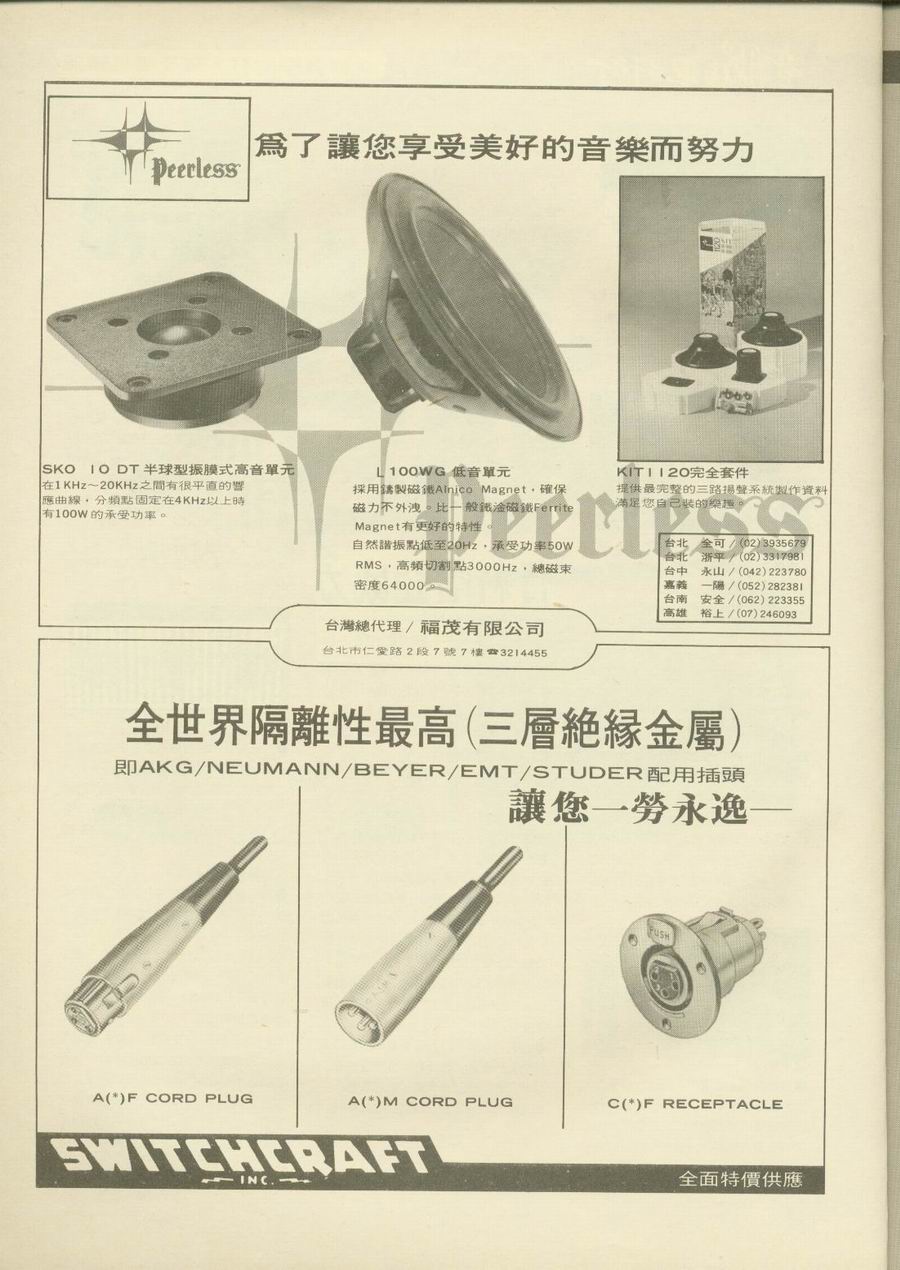 Peerless
爲了讓您享受美好的音樂而努力
SKO 10 DT 半球型振膜式高音單元
在1KHz～20KHz之間有很平直的響
應曲線，分頻點固定在4KHz以上時
有100W的承受功率。
L100WG 低音單元
採用鑄製磁鐵Alnico Magnet，確保
磁力不外洩。比一般鐵淦磁鐵Ferrite
Magnet有更好的特性。
自然諧振點低至20Hz，承受功率50W
RMS，高頻切割點3000Hz，總磁束
密度64000。
KIT1120完全套件
提供最完整的三路揚聲系統製作資料
滿足您自己裝的樂趣。
Peerless
台北 全可/(02)3935679
台北 浙平/(02)3317981
台中 永山/(042)223780
嘉義 一陽/(052)282381
台南 安全/(062)223355
高雄 裕上/(07)246093
台灣總代理/福茂有限公司
台北市仁愛路2段7號7樓☎3214455
全世界隔離性最高(三層絶緣金屬)
即AKG/NEUMANN/BEYER/EMT/STUDER配用插頭
讓您一勞永逸—
PUSH
A(*)F CORD PLUG
A(*)M CORD PLUG
C(*)F RECEPTACLE
SWITCHCRAFT
INC.
全面特價供應